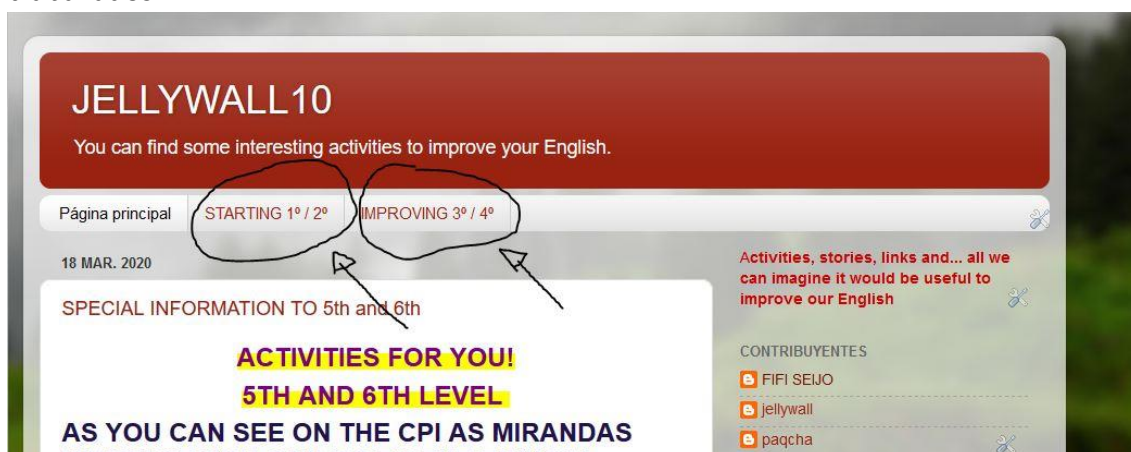 JELLYWALL10
You can find some interesting activities to improve your English.
Página principal STARTING 1º / 2º IMPROVING 3º / 4º
18 MAR. 2020
SPECIAL INFORMATION TO 5th and 6th
ACTIVITIES FOR YOU!
5TH AND 6TH LEVEL
AS YOU CAN SEE ON THE CPI AS MIRANDAS
Activities, stories, links and... all we
can imagine it would be useful to
improve our English
CONTRIBUYENTES
FIFI SEIJO
jellywall
paqcha